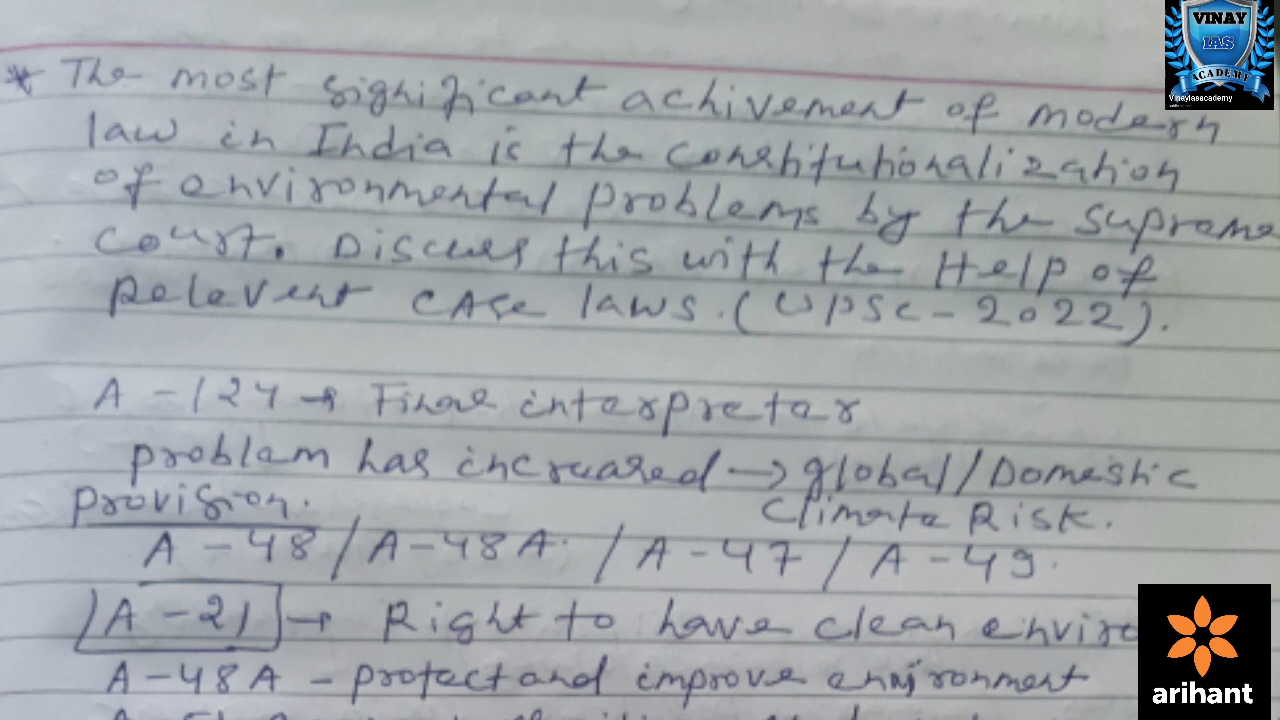 VINAY
IAS
ACADEMY
Vinayiasacademy
* The most significant achivement of modern
law in India is the constitutionalization
of environmental problems by the supreme
court. Discuss this with the Help of
Relevent case laws. (UPSC-2022).
A-124 → Final interpreter
problem has increased → global/Domestic
Climate Risk.
provision.
A-48/A-48A. /A-47/A-49.
A-21 → Right to have clean enviro
A-48A - protect and improve environment
arihant